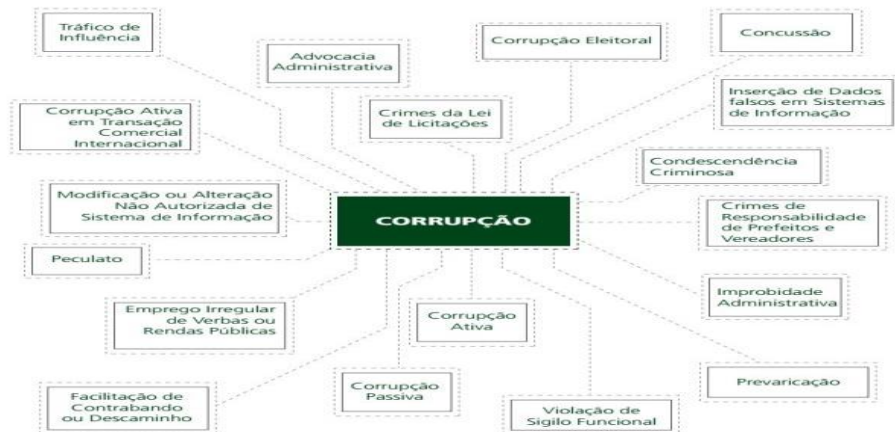 Tráfico de
Influência
Advocacia
Administrativa
Corrupção Eleitoral
Concussão
Corrupção Ativa
em Transação
Comercial
Internacional
Crimes da Lei
de Licitações
Inserção de Dados
falsos em Sistemas
de Informação
Condescendência
Criminosa
Modificação ou Alteração
Não Autorizada de
Sistema de Informação
CORRUPÇÃO
Crimes de
Responsabilidade
de Prefeitos e
Vereadores
Peculato
Improbidade
Administrativa
Emprego Irregular
de Verbas ou
Rendas Públicas
Corrupção
Ativa
Facilitação de
Contrabando
ou Descaminho
Corrupção
Passiva
Violação de
Sigilo Funcional
Prevaricação